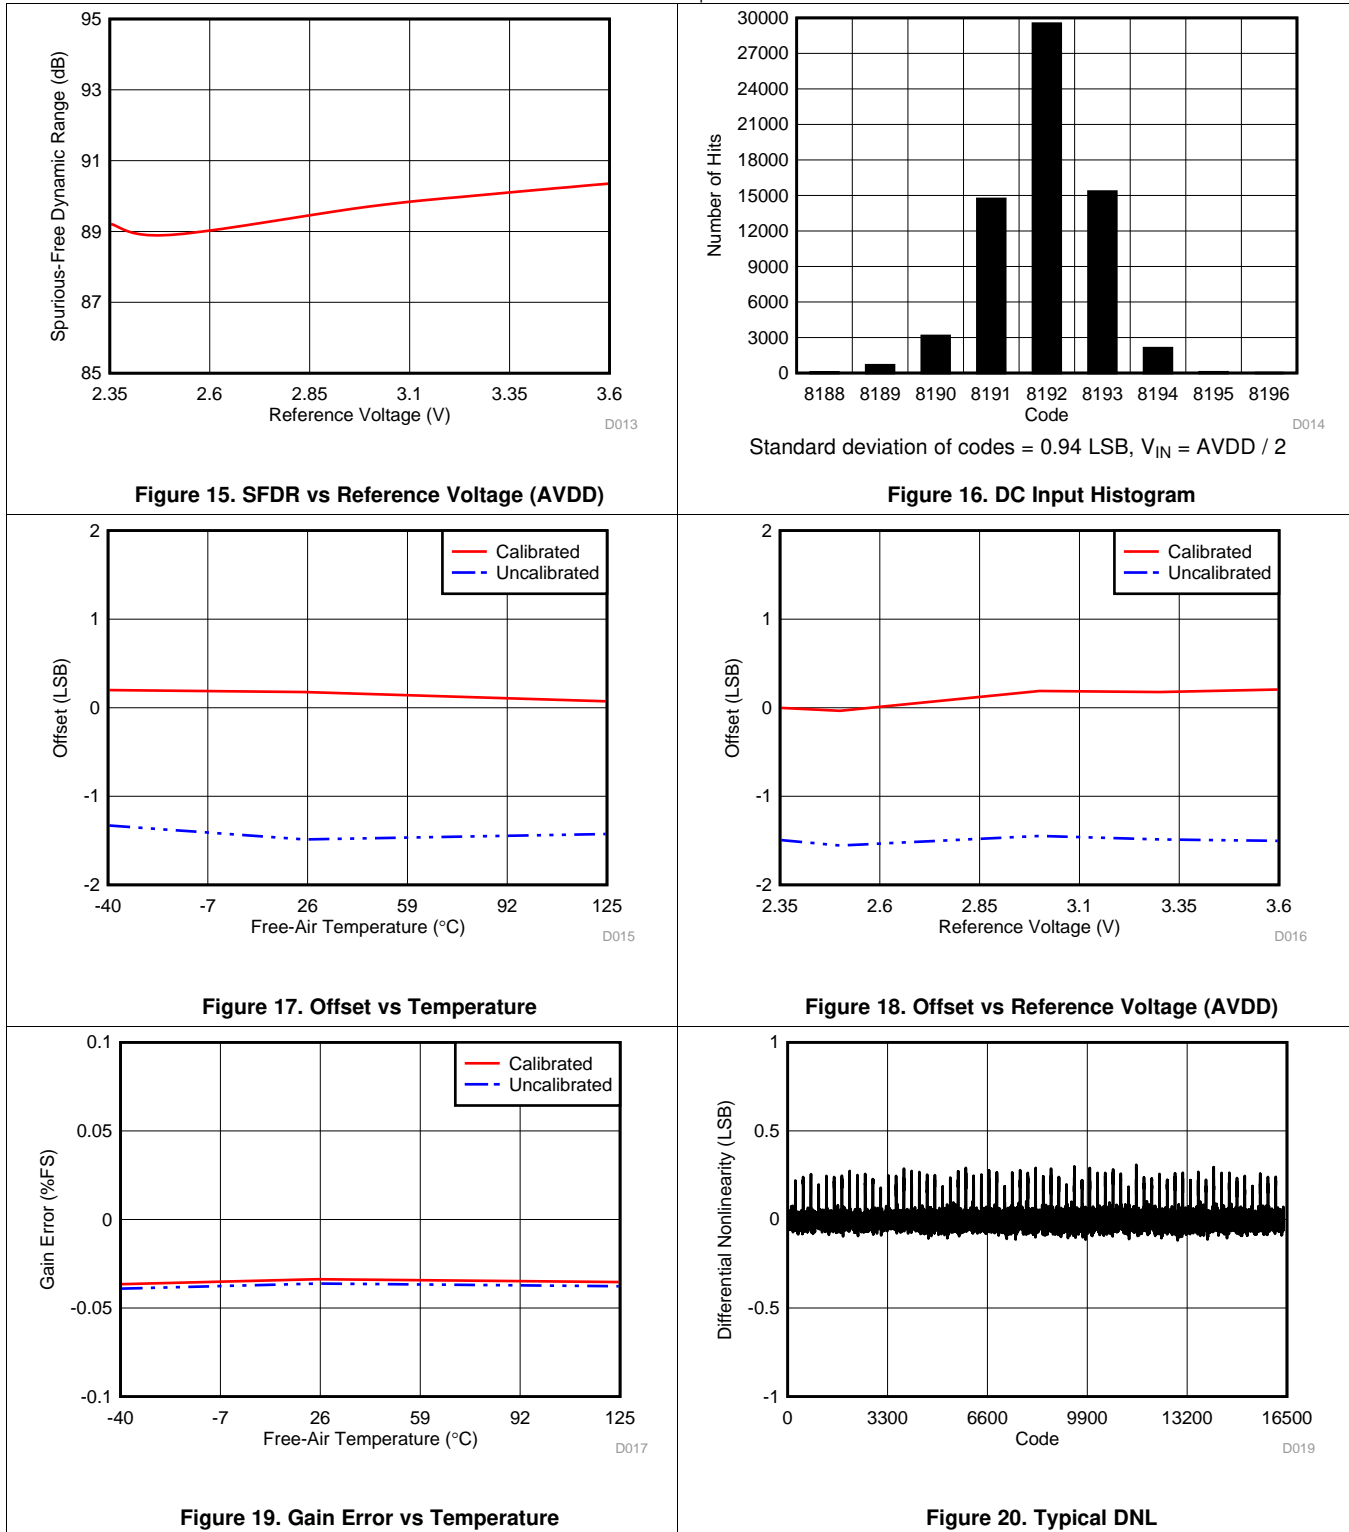 95
93
91
89
87
85
Spurious-Free Dynamic Range (dB)
2.35 2.6 2.85 3.1 3.35 3.6
Reference Voltage (V)
D013
Figure 15. SFDR vs Reference Voltage (AVDD)
30000
27000
24000
21000
18000
15000
12000
9000
6000
3000
0
Number of Hits
8188 8189 8190 8191 8192 8193 8194 8195 8196
Code
D014
Standard deviation of codes = 0.94 LSB, VIN = AVDD / 2
Figure 16. DC Input Histogram
2
1
0
-1
-2
Offset (LSB)
Calibrated
Uncalibrated
-40 -7 26 59 92 125
Free-Air Temperature (°C)
D015
Figure 17. Offset vs Temperature
2
1
0
-1
-2
Offset (LSB)
Calibrated
Uncalibrated
2.35 2.6 2.85 3.1 3.35 3.6
Reference Voltage (V)
D016
Figure 18. Offset vs Reference Voltage (AVDD)
0.1
0.05
0
-0.05
-0.1
Gain Error (%FS)
Calibrated
Uncalibrated
-40 -7 26 59 92 125
Free-Air Temperature (°C)
D017
Figure 19. Gain Error vs Temperature
1
0.5
0
-0.5
-1
Differential Nonlinearity (LSB)
0 3300 6600 9900 13200 16500
Code
D019
Figure 20. Typical DNL